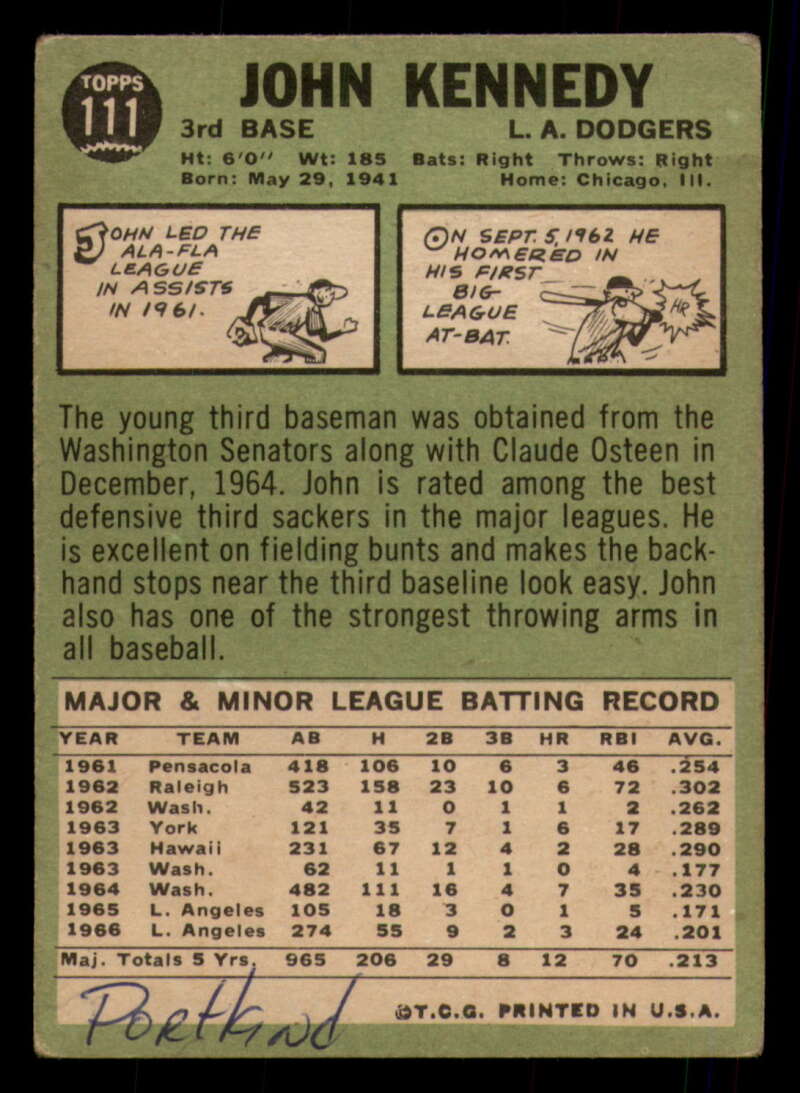 TOPPS
111
JOHN KENNEDY
3rd BASE L. A. DODGERS
Ht: 6'0" Wt: 185 Bats: Right Throws: Right
Born: May 29, 1941 Home: Chicago, Ill.
JOHN LED THE
ALA-FLA
LEAGUE
IN ASSISTS
IN 1961.
ON SEPT. 5, 1962 HE
HOMERED IN
HIS FIRST
BIG-
LEAGUE
AT-BAT.
HR
The young third baseman was obtained from the
Washington Senators along with Claude Osteen in
December, 1964. John is rated among the best
defensive third sackers in the major leagues. He
is excellent on fielding bunts and makes the back-
hand stops near the third baseline look easy. John
also has one of the strongest throwing arms in
all baseball.
MAJOR & MINOR LEAGUE BATTING RECORD
YEAR TEAM AB H 2B 3B HR RBI AVG.
1961 Pensacola 418 106 10 6 3 46 .254
1962 Raleigh 523 158 23 10 6 72 .302
1962 Wash. 42 11 0 1 1 2 .262
1963 York 121 35 7 1 6 17 .289
1963 Hawaii 231 67 12 4 2 28 .290
1963 Wash. 62 11 1 1 0 4 .177
1964 Wash. 482 111 16 4 7 35 .230
1965 L. Angeles 105 18 3 0 1 5 .171
1966 L. Angeles 274 55 9 2 3 24 .201
Maj. Totals 5 Yrs. 965 206 29 8 12 70 .213
Portland
©T.C.G. PRINTED IN U.S.A.